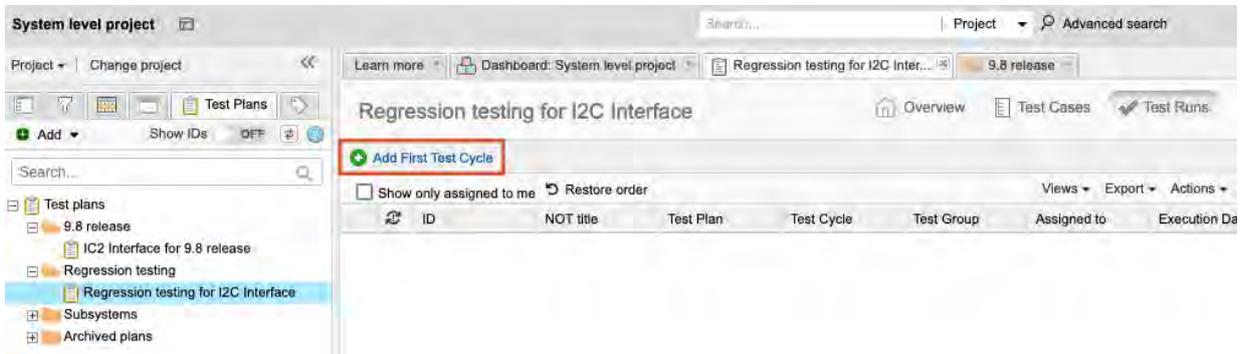 System level project
Search... Project Advanced search
Project Change project
Learn more Dashboard: System level project Regression testing for I2C Inter... 9.8 release
Test Plans
Regression testing for I2C Interface Overview Test Cases Test Runs
Add Show IDs OFF
Add First Test Cycle
Search...
Show only assigned to me Restore order Views Export Actions
Test plans
ID NOT title Test Plan Test Cycle Test Group Assigned to Execution Da
9.8 release
IC2 Interface for 9.8 release
Regression testing
Regression testing for I2C Interface
Subsystems
Archived plans